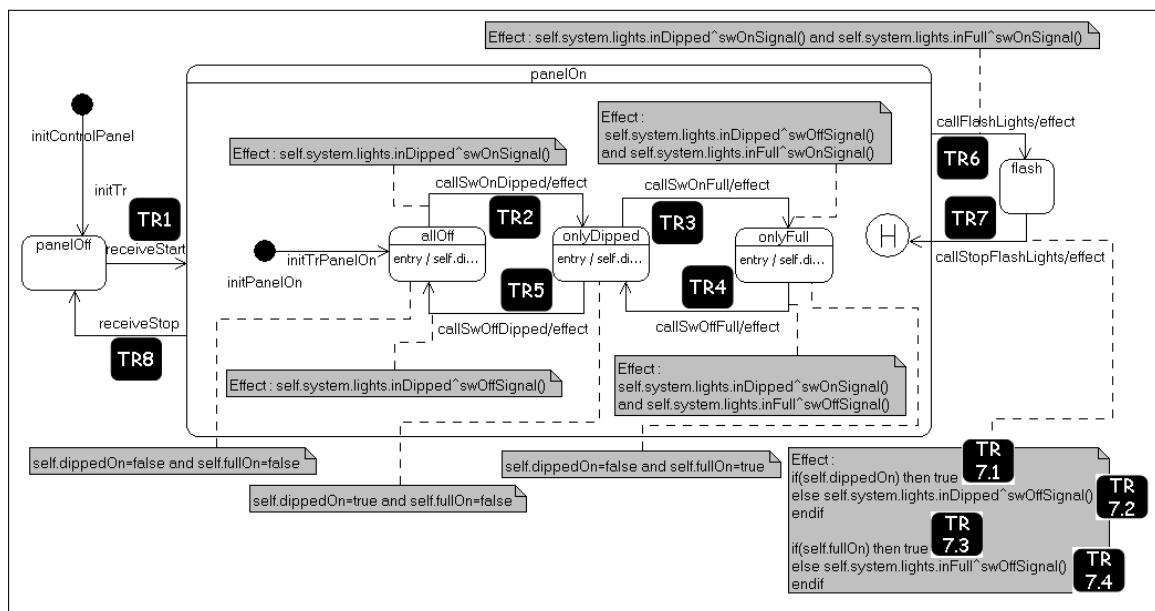 Effect : self.system.lights.inDipped^swOnSignal() and self.system.lights.inFull^swOnSignal()
panelOn
initControlPanel
callFlashLights/effect
Effect :
self.system.lights.inDipped^swOffSignal()
and self.system.lights.inFull^swOnSignal()
Effect : self.system.lights.inDipped^swOnSignal()
TR6
flash
initTr
callSwOnDipped/effect
callSwOnFull/effect
TR1
TR2
TR3
TR7
panelOff
receiveStart
allOff
entry / self.di...
onlyDipped
entry / self.di...
onlyFull
entry / self.di...
H
initTrPanelOn
initPanelOn
callStopFlashLights/effect
TR5
TR4
receiveStop
callSwOffDipped/effect
callSwOffFull/effect
TR8
Effect : self.system.lights.inDipped^swOffSignal()
Effect :
self.system.lights.inDipped^swOnSignal()
and self.system.lights.inFull^swOffSignal()
self.dippedOn=false and self.fullOn=false
self.dippedOn=false and self.fullOn=true
self.dippedOn=true and self.fullOn=false
Effect :
if(self.dippedOn) then true
TR
7.1
else self.system.lights.inDipped^swOffSignal()
TR
7.2
endif
if(self.fullOn) then true
TR
7.3
else self.system.lights.inFull^swOffSignal()
TR
7.4
endif